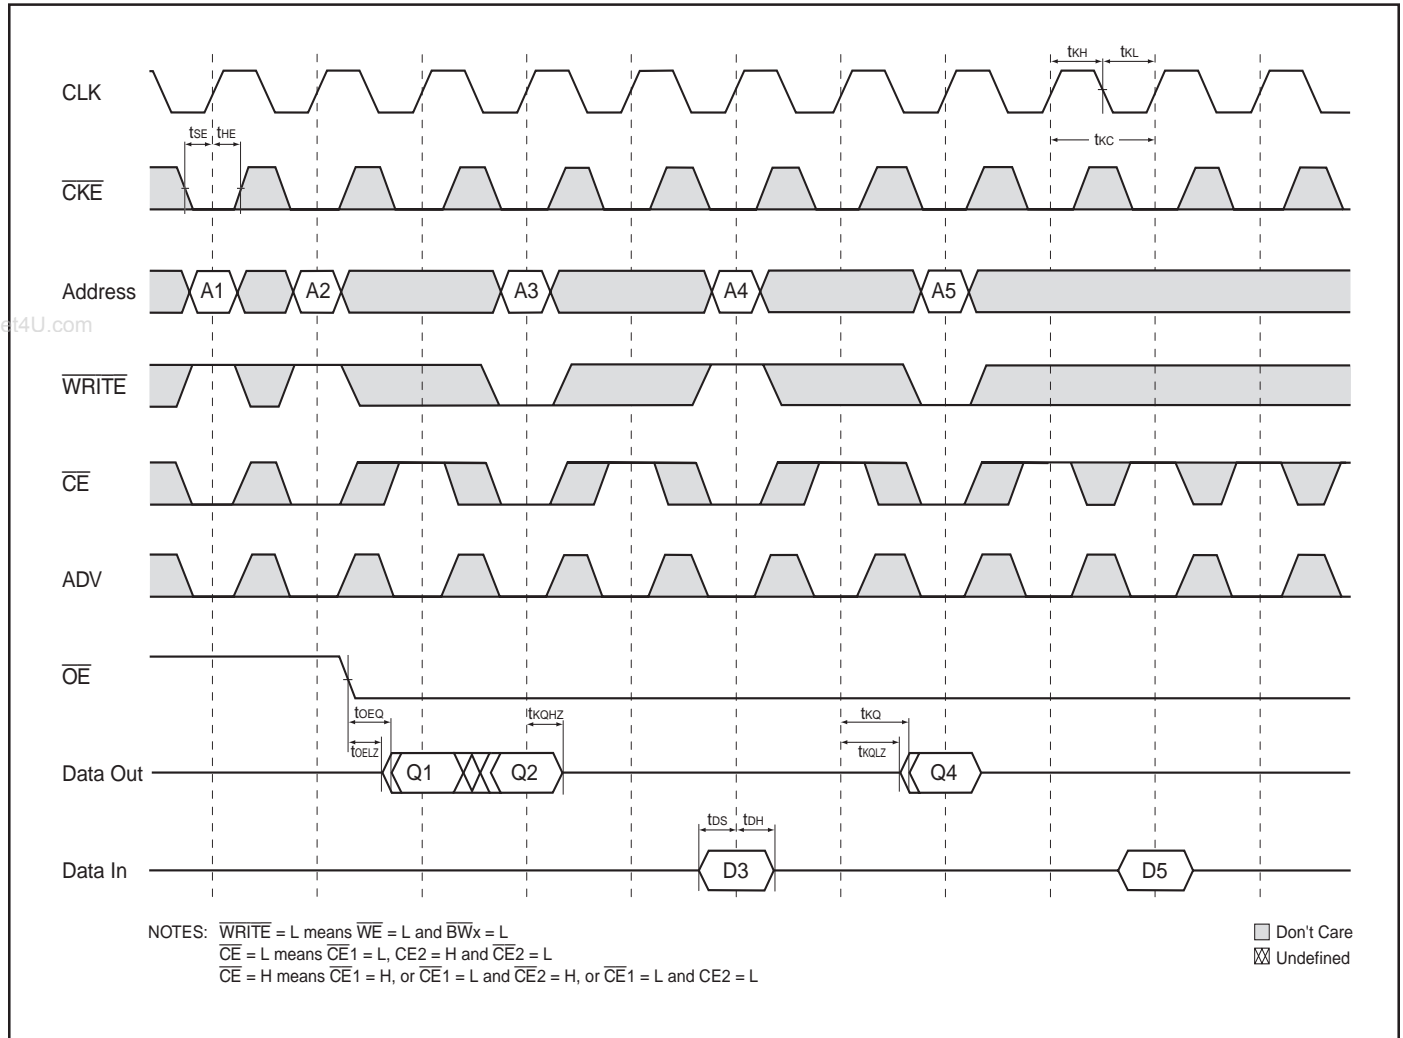 tKH tKL
CLK
tSE tHE
tKC
CKE
Address A1 A2 A3 A4 A5
et4U.com
WRITE
CE
ADV
OE
tOEQ tKQHZ tKQ
tOELZ tKQLZ
Data Out Q1 Q2 Q4
tDS tDH
Data In D3 D5
NOTES: WRITE = L means WE = L and BWx = L
CE = L means CE1 = L, CE2 = H and CE2 = L
CE = H means CE1 = H, or CE1 = L and CE2 = H, or CE1 = L and CE2 = L
Don't Care
Undefined